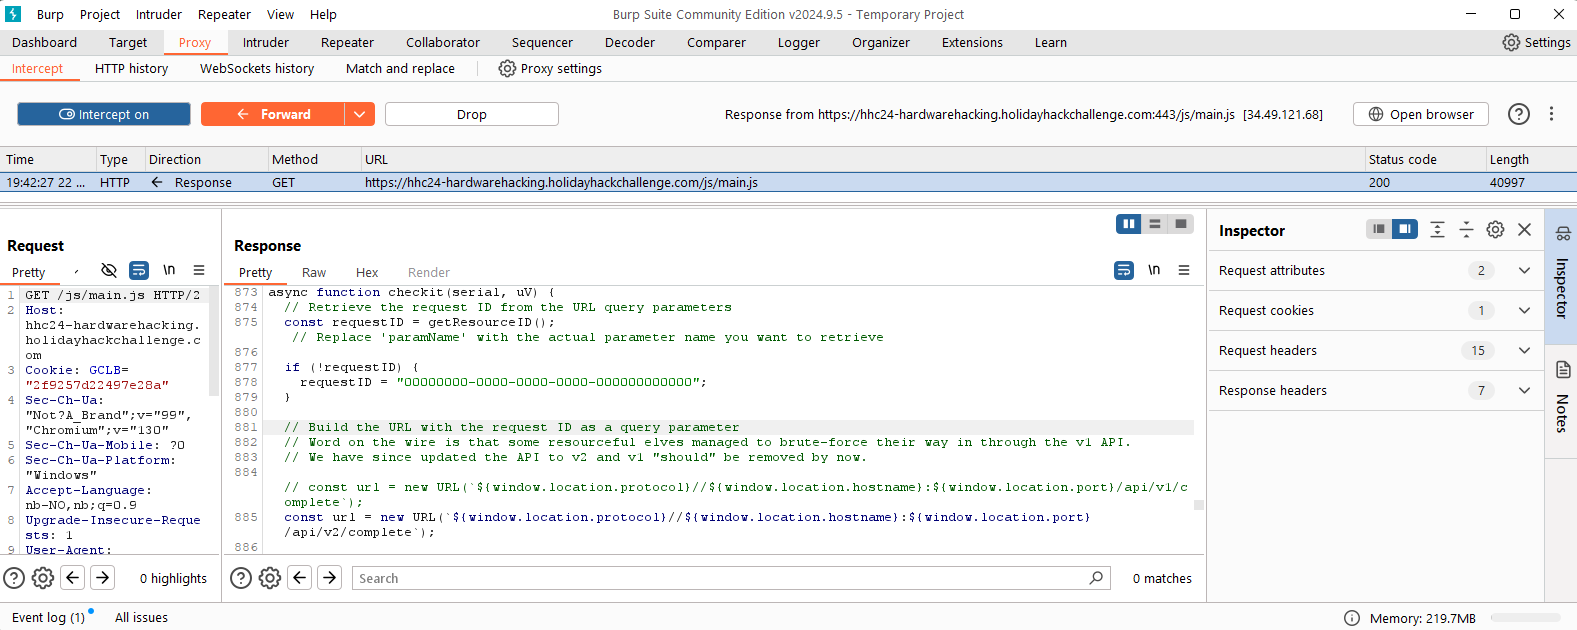 Burp Project Intruder Repeater View Help Burp Suite Community Edition v2024.9.5 - Temporary Project
Dashboard Target Proxy Intruder Repeater Collaborator Sequencer Decoder Comparer Logger Organizer Extensions Learn Settings
Intercept HTTP history WebSockets history Match and replace Proxy settings
Intercept on Forward Drop Response from https://hhc24-hardwarehacking.holidayhackchallenge.com:443/js/main.js [34.49.121.68] Open browser
Time Type Direction Method URL Status code Length
19:42:27 22 ... HTTP Response GET https://hhc24-hardwarehacking.holidayhackchallenge.com/js/main.js 200 40997
Request
Pretty \n
1 GET /js/main.js HTTP/2
2 Host:
hhc24-hardwarehacking.
holidayhackchallenge.c
om
3 Cookie: GCLB=
"2f9257d22497e28a"
4 Sec-Ch-Ua:
"Not?A_Brand";v="99",
"Chromium";v="130"
5 Sec-Ch-Ua-Mobile: ?0
6 Sec-Ch-Ua-Platform:
"Windows"
7 Accept-Language:
nb-NO,nb;q=0.9
8 Upgrade-Insecure-Reque
sts: 1
9 User-Agent:
0 highlights
Response
Pretty Raw Hex Render \n
873 async function checkit(serial, uV) {
874 // Retrieve the request ID from the URL query parameters
875 const requestID = getResourceID();
// Replace 'paramName' with the actual parameter name you want to retrieve
876
877 if (!requestID) {
878 requestID = "00000000-0000-0000-0000-000000000000";
879 }
880
881 // Build the URL with the request ID as a query parameter
882 // Word on the wire is that some resourceful elves managed to brute-force their way in through the v1 API.
883 // We have since updated the API to v2 and v1 "should" be removed by now.
884
// const url = new URL(`${window.location.protocol}//${window.location.hostname}:${window.location.port}/api/v1/c
omplete`);
885 const url = new URL(`${window.location.protocol}//${window.location.hostname}:${window.location.port}
/api/v2/complete`);
886
Search 0 matches
Inspector
Request attributes 2
Request cookies 1
Request headers 15
Response headers 7
Inspector
Notes
Event log (1) All issues Memory: 219.7MB